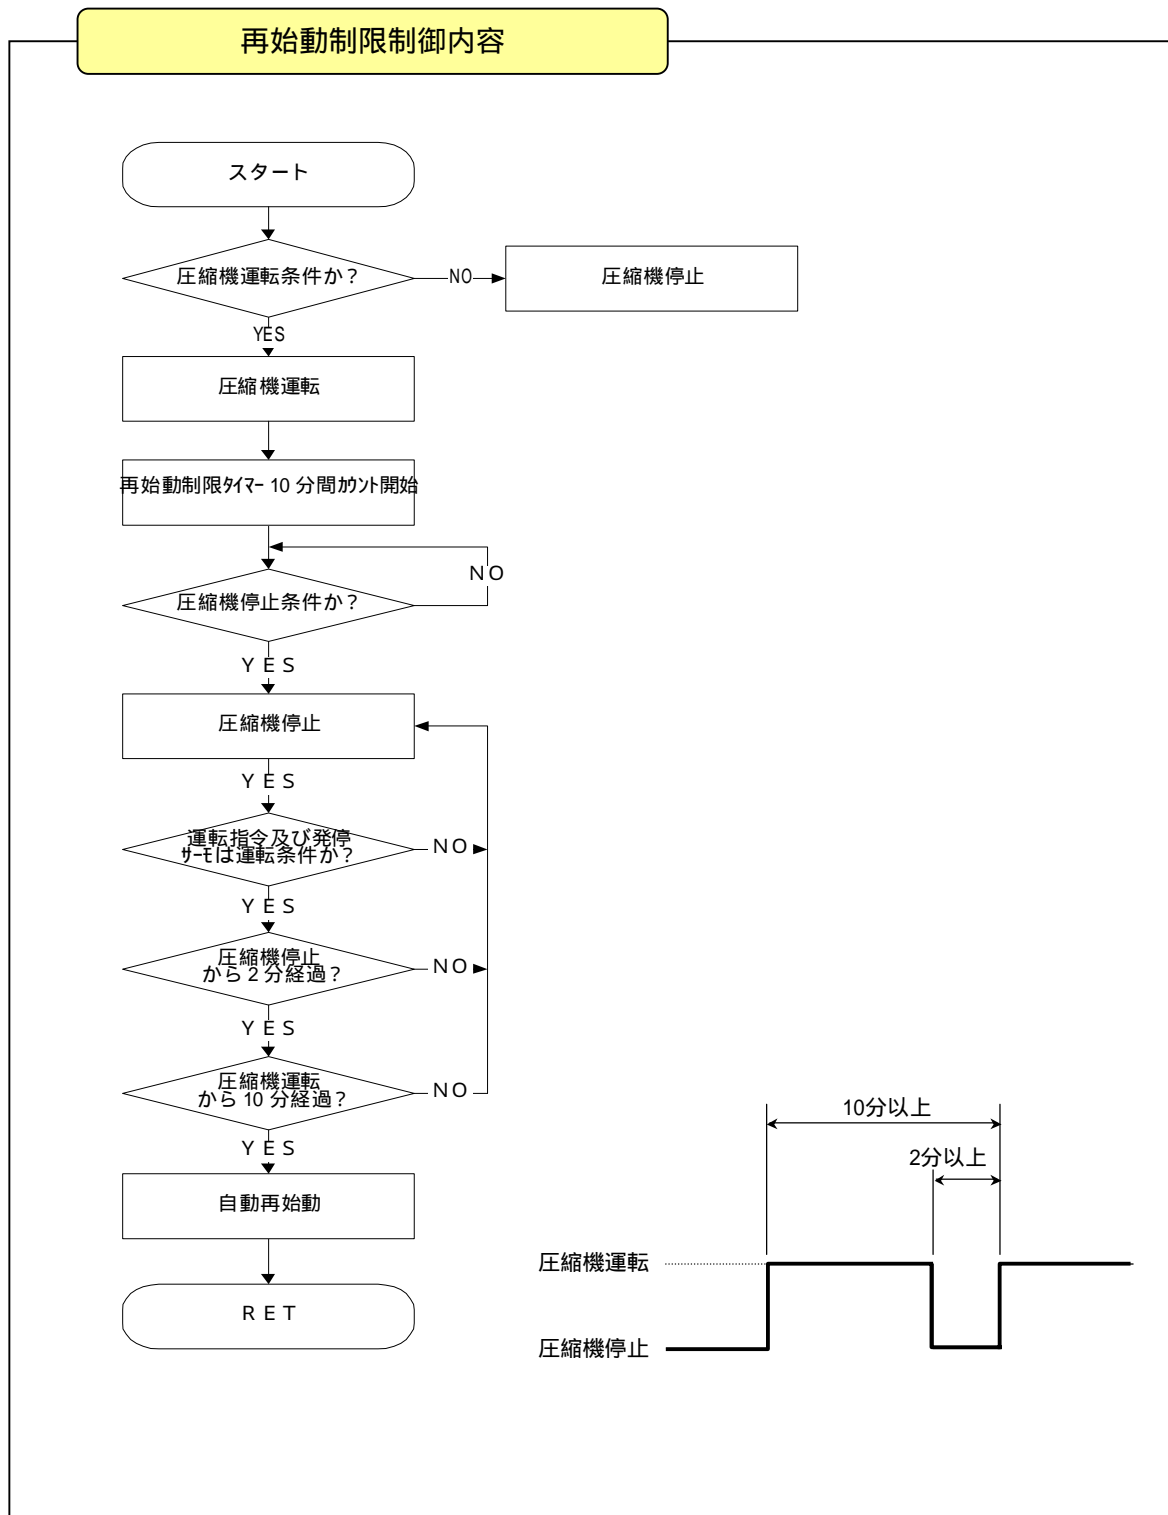 再始動制限制御内容
スタート
圧縮機運転条件か？
NO
圧縮機停止
YES
圧縮機運転
再始動制限ﾀｲﾏｰ 10 分間ｶｳﾝﾄ開始
ＮＯ
圧縮機停止条件か？
ＹＥＳ
圧縮機停止
ＹＥＳ
運転指令及び発停
ｻｰﾓは運転条件か？
ＮＯ
ＹＥＳ
圧縮機停止
から 2 分経過？
ＮＯ
ＹＥＳ
圧縮機運転
から 10 分経過？
ＮＯ
ＹＥＳ
自動再始動
ＲＥＴ
10分以上
2分以上
圧縮機運転
圧縮機停止